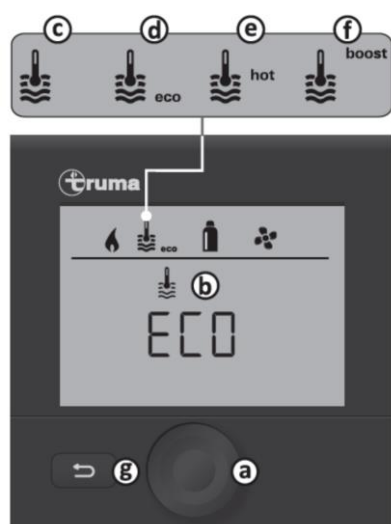 c d e f
eco hot boost
truma
eco
b
ECO
g a